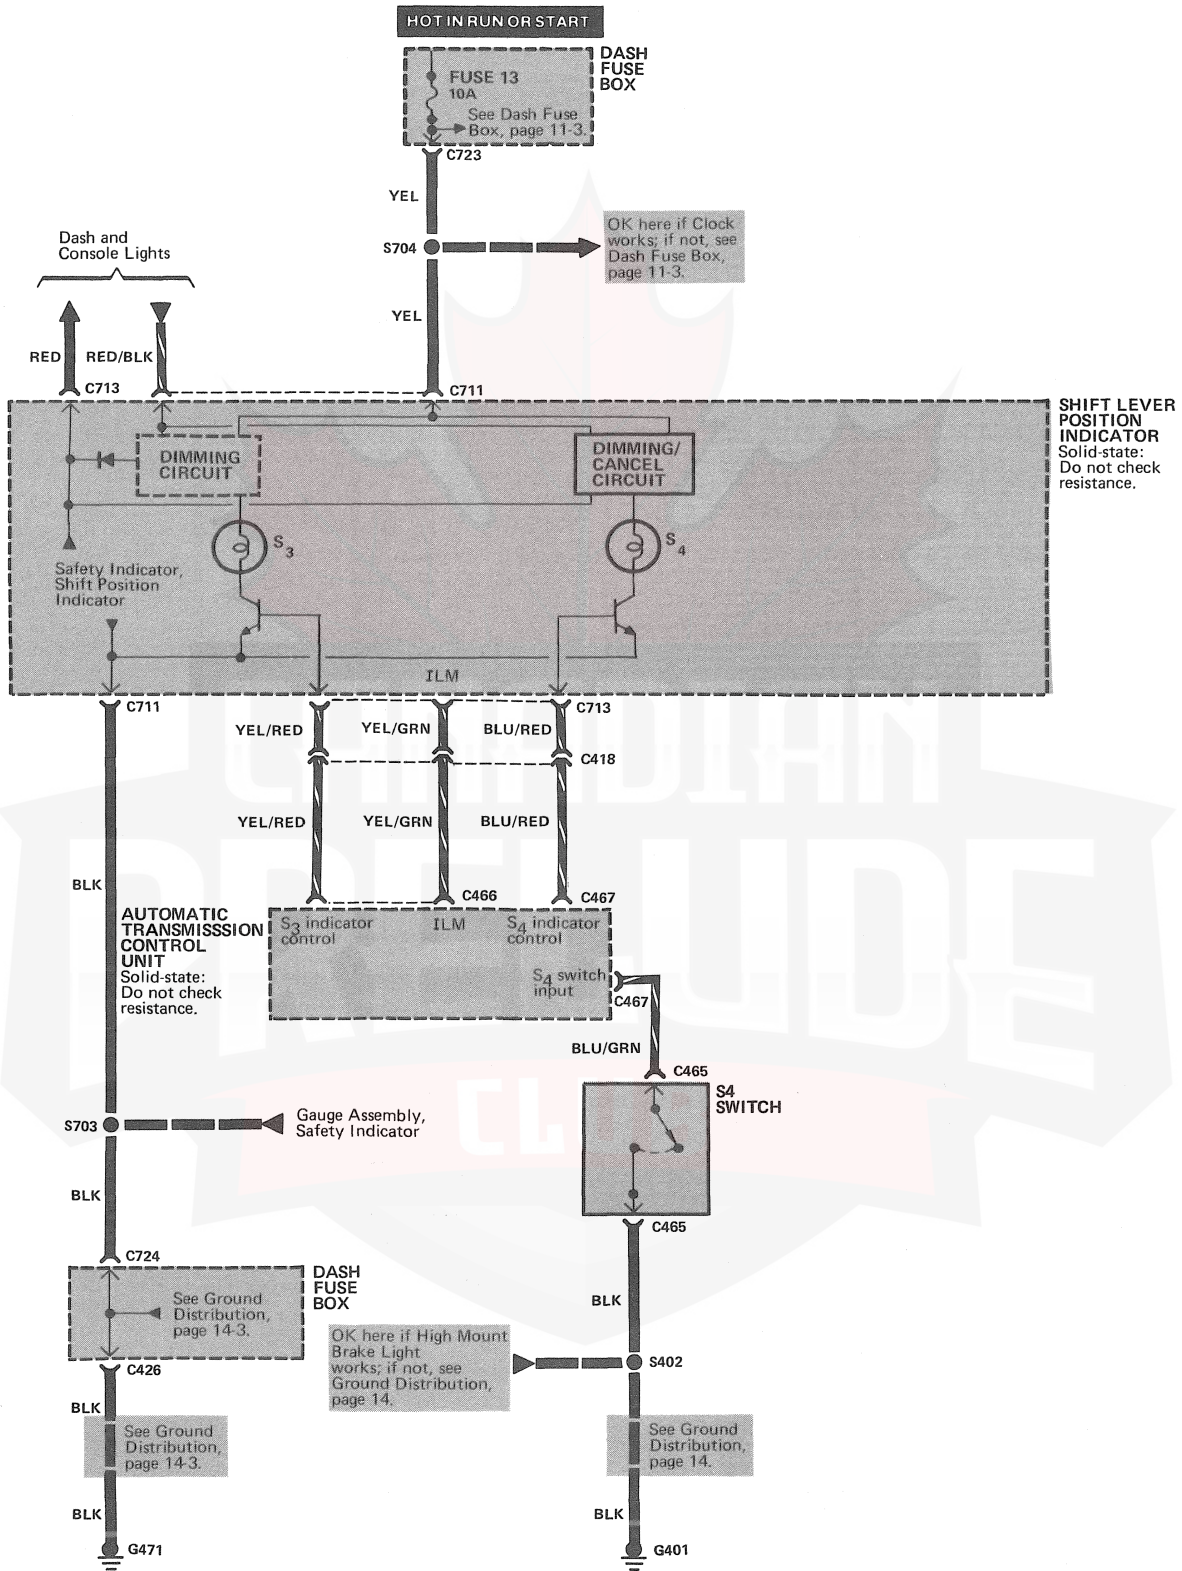 HOT IN RUN OR START
DASH
FUSE
BOX
FUSE 13
10A
See Dash Fuse
Box, page 11-3.
C723
YEL
S704
OK here if Clock
works; if not, see
Dash Fuse Box,
page 11-3.
Dash and
Console Lights
YEL
RED
RED/BLK
C713
C711
SHIFT LEVER
POSITION
INDICATOR
Solid-state:
Do not check
resistance.
DIMMING
CIRCUIT
DIMMING/
CANCEL
CIRCUIT
S3
S4
Safety Indicator,
Shift Position
Indicator
ILM
C711
C713
YEL/RED
YEL/GRN
BLU/RED
C418
YEL/RED
YEL/GRN
BLU/RED
BLK
C466
C467
AUTOMATIC
TRANSMISSSION
CONTROL
UNIT
Solid-state:
Do not check
resistance.
S3 indicator
control
ILM
S4 indicator
control
S4 switch
input
C467
BLU/GRN
C465
S4
SWITCH
S703
Gauge Assembly,
Safety Indicator
BLK
C465
C724
DASH
FUSE
BOX
See Ground
Distribution,
page 14-3.
BLK
OK here if High Mount
Brake Light
works; if not, see
Ground Distribution,
page 14.
S402
C426
BLK
See Ground
Distribution,
page 14-3.
See Ground
Distribution,
page 14.
BLK
BLK
G471
G401
CANADIAN
PRELUDE
CLUB